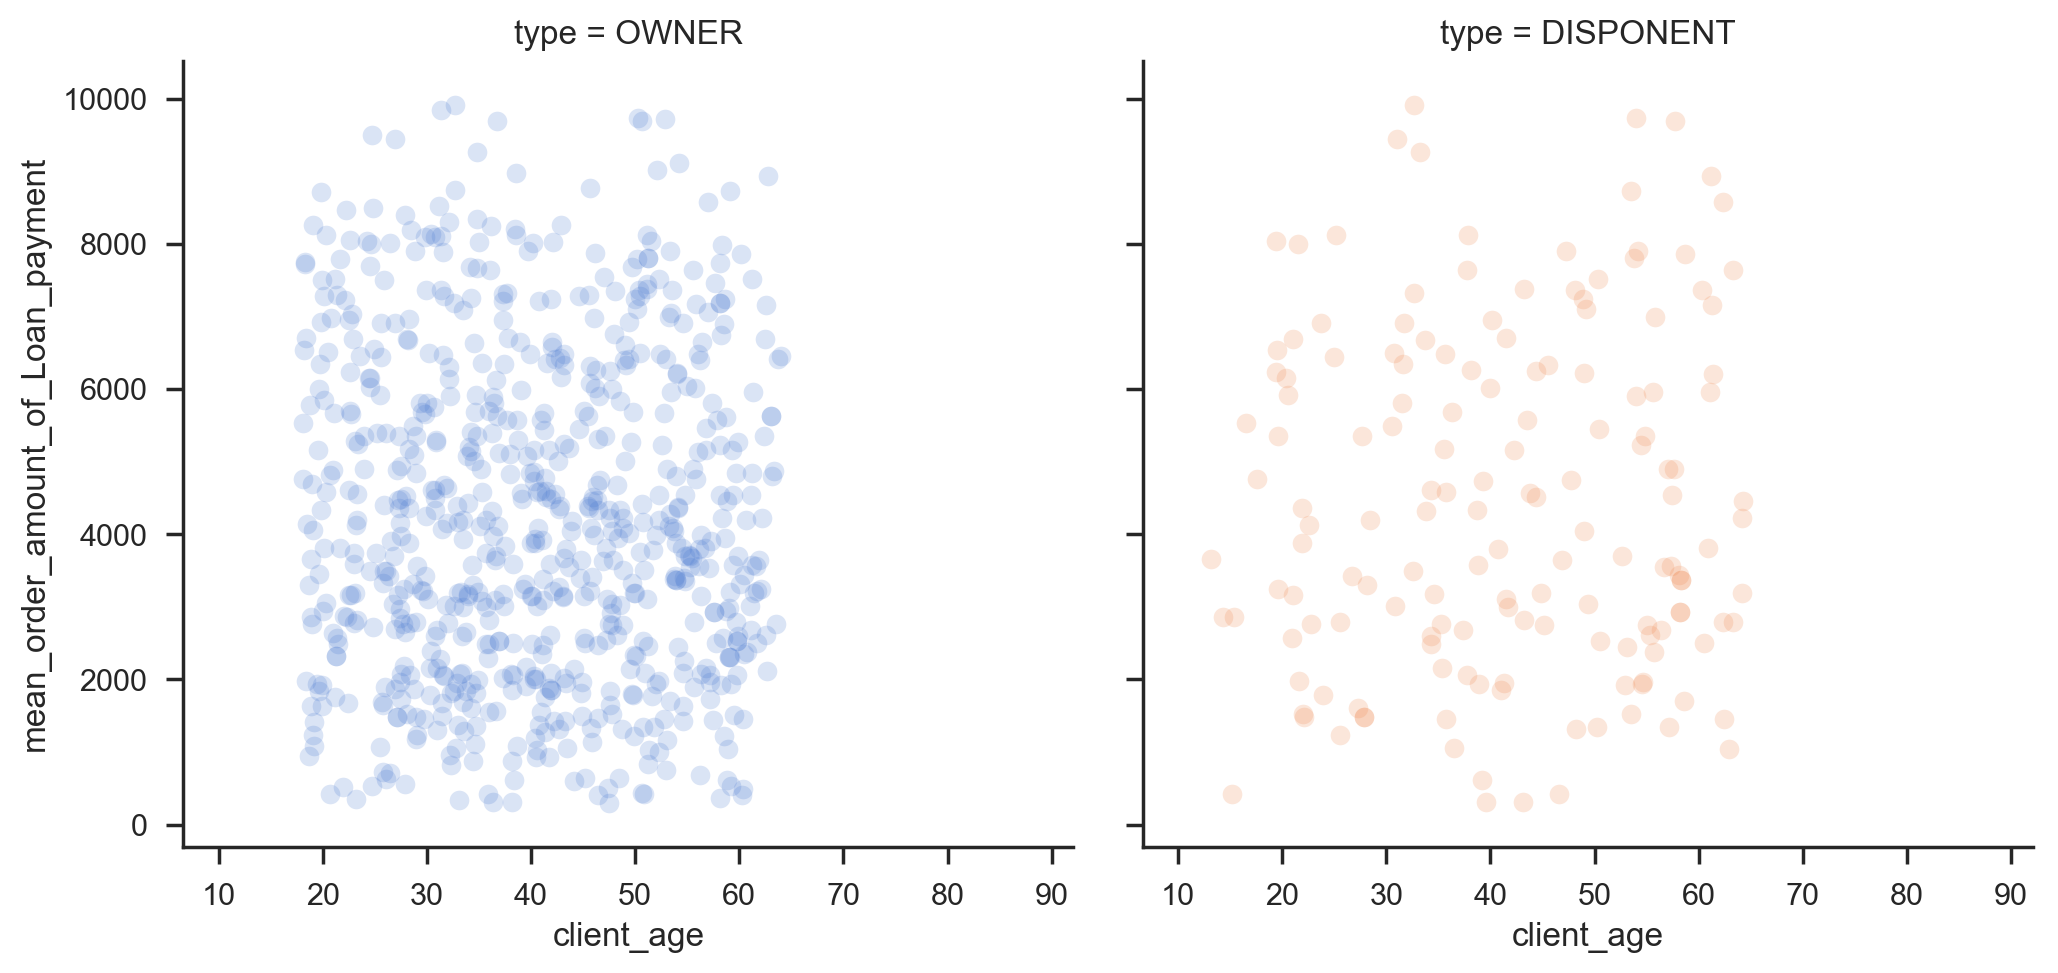 type = OWNER
type = DISPONENT
mean_order_amount_of_Loan_payment
10000
8000
6000
4000
2000
0
10 20 30 40 50 60 70 80 90
10 20 30 40 50 60 70 80 90
client_age
client_age